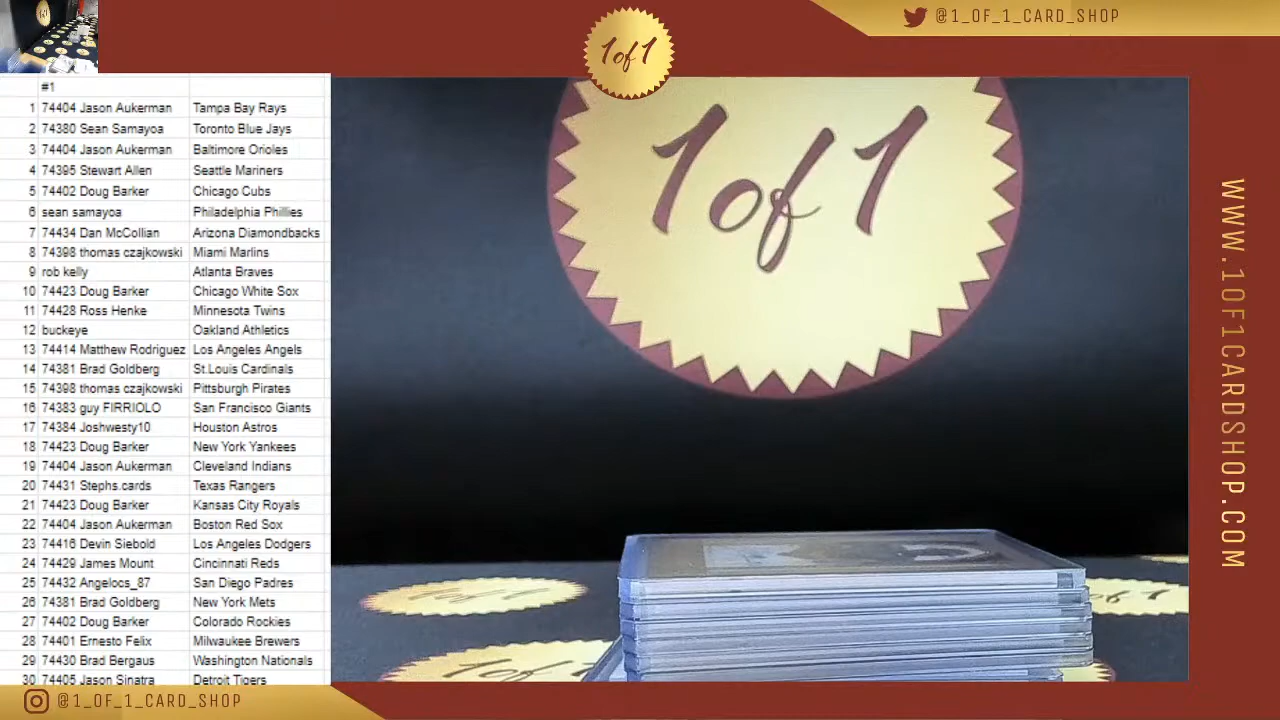 @1_OF_1_CARD_SHOP
1of1
#1
1 74404 Jason Aukerman Tampa Bay Rays
2 74380 Sean Samayoa Toronto Blue Jays
3 74404 Jason Aukerman Baltimore Orioles
4 74395 Stewart Allen Seattle Mariners
5 74402 Doug Barker Chicago Cubs
6 sean samayoa Philadelphia Phillies
7 74434 Dan McCollian Arizona Diamondbacks
8 74398 thomas czajkowski Miami Marlins
9 rob kelly Atlanta Braves
10 74423 Doug Barker Chicago White Sox
11 74428 Ross Henke Minnesota Twins
12 buckeye Oakland Athletics
13 74414 Matthew Rodriguez Los Angeles Angels
14 74381 Brad Goldberg St.Louis Cardinals
15 74398 thomas czajkowski Pittsburgh Pirates
16 74383 guy FIRRIOLO San Francisco Giants
17 74384 Joshwesty10 Houston Astros
18 74423 Doug Barker New York Yankees
19 74404 Jason Aukerman Cleveland Indians
20 74431 Stephs.cards Texas Rangers
21 74423 Doug Barker Kansas City Royals
22 74404 Jason Aukerman Boston Red Sox
23 74416 Devin Siebold Los Angeles Dodgers
24 74429 James Mount Cincinnati Reds
25 74432 Angelocs_87 San Diego Padres
26 74381 Brad Goldberg New York Mets
27 74402 Doug Barker Colorado Rockies
28 74401 Ernesto Felix Milwaukee Brewers
29 74430 Brad Bergaus Washington Nationals
30 74405 Jason Sinatra Detroit Tigers
1of1
1of1
1of1
WWW.1OF1CARDSHOP.COM
@1_OF_1_CARD_SHOP